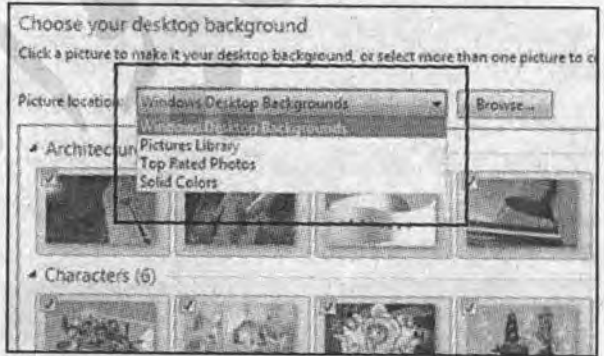 Choose your desktop background
Click a picture to make it your desktop background, or select more than one picture to c
Picture location: Windows Desktop Backgrounds Browse...
Windows Desktop Backgrounds
Architectur
Pictures Library
Top Rated Photos
Solid Colors
Characters (6)